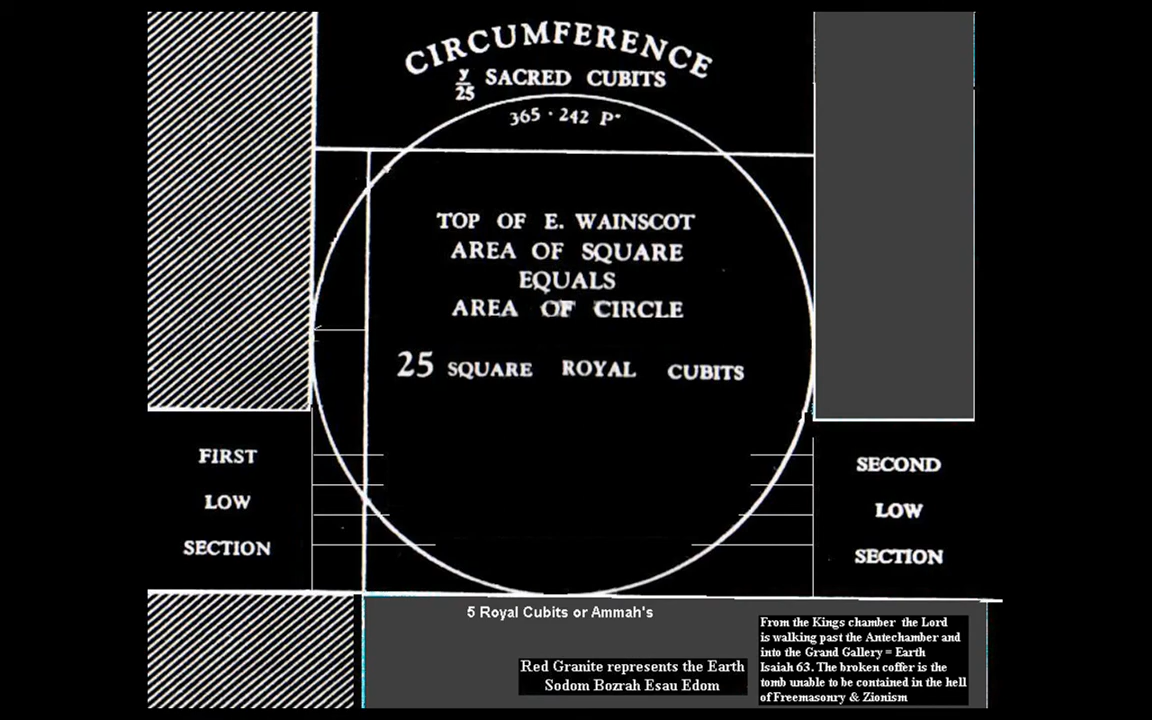 CIRCUMFERENCE
y/25 SACRED CUBITS
365·242 P"
TOP OF E. WAINSCOT
AREA OF SQUARE
EQUALS
AREA OF CIRCLE
25 SQUARE ROYAL CUBITS
FIRST
LOW
SECTION
SECOND
LOW
SECTION
5 Royal Cubits or Ammah's
Red Granite represents the Earth
Sodom Bozrah Esau Edom
From the Kings chamber the Lord
is walking past the Antechamber and
into the Grand Gallery = Earth
Isaiah 63. The broken coffer is the
tomb unable to be contained in the hell
of Freemasonry & Zionism